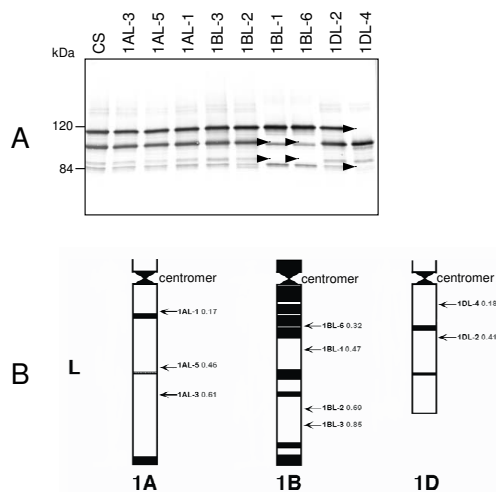 CS 1AL-3 1AL-5 1AL-1 1BL-3 1BL-2 1BL-1 1BL-6 1DL-2 1DL-4
kDa
120
A
84
centromer centromer centromer
1AL-1 0.17
1DL-4 0.18
1BL-6 0.32
1DL-2 0.41
1BL-1 0.47
B L
1AL-5 0.46
1AL-3 0.61
1BL-2 0.69
1BL-3 0.85
1A 1B 1D